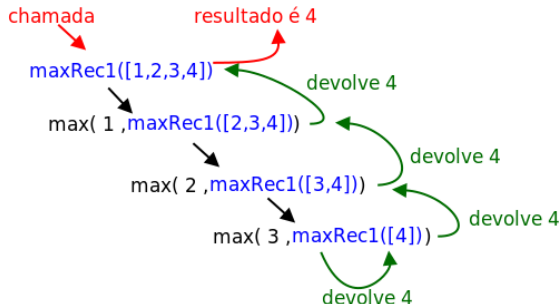 chamada
resultado é 4
maxRec1([1,2,3,4])
devolve 4
max( 1 ,maxRec1([2,3,4]))
devolve 4
max( 2 ,maxRec1([3,4]))
devolve 4
max( 3 ,maxRec1([4]))
devolve 4